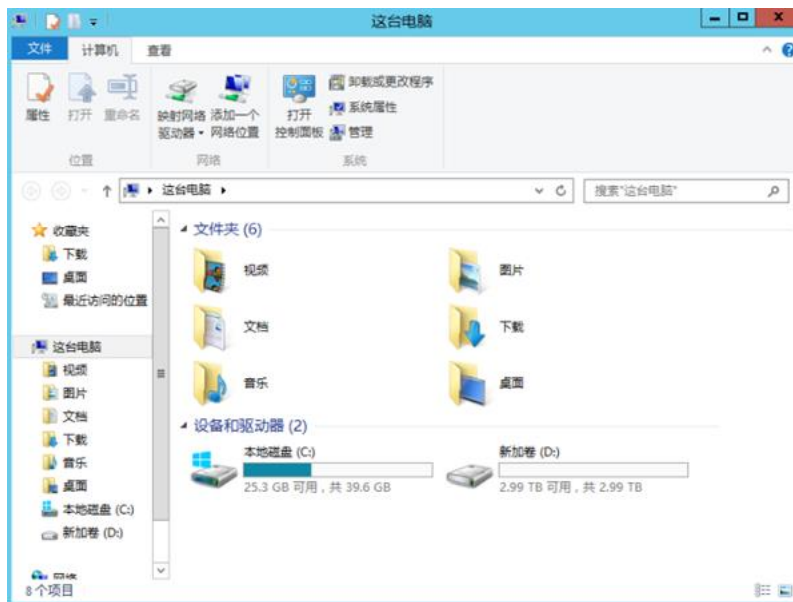 这台电脑
文件 计算机 查看
属性 打开 重命名 映射网络驱动器 添加一个网络位置 打开控制面板 卸载或更改程序
系统属性
管理
位置 网络 系统
这台电脑
搜索"这台电脑"
收藏夹
下载
桌面
最近访问的位置
这台电脑
视频
图片
文档
下载
音乐
桌面
本地磁盘 (C:)
新加卷 (D:)
网络
文件夹 (6)
视频 图片
文档 下载
音乐 桌面
设备和驱动器 (2)
本地磁盘 (C:)
25.3 GB 可用，共 39.6 GB
新加卷 (D:)
2.99 TB 可用，共 2.99 TB
8 个项目